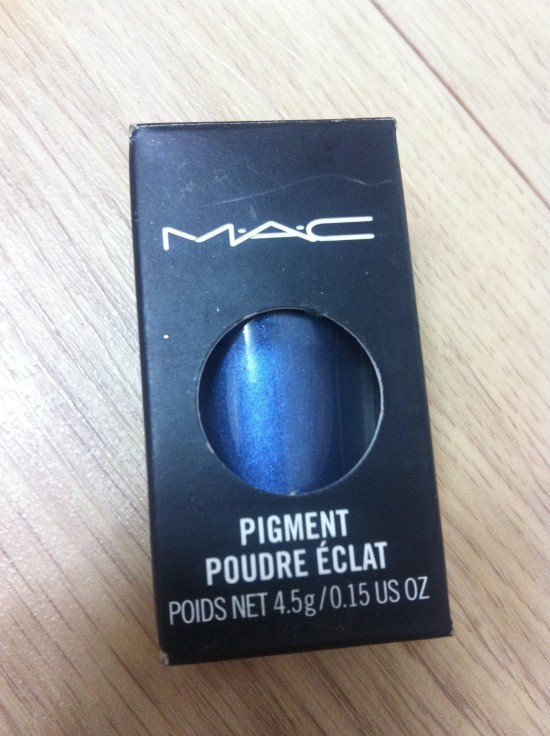 M·A·C
PIGMENT
POUDRE ÉCLAT
POIDS NET 4.5g/0.15 US OZ